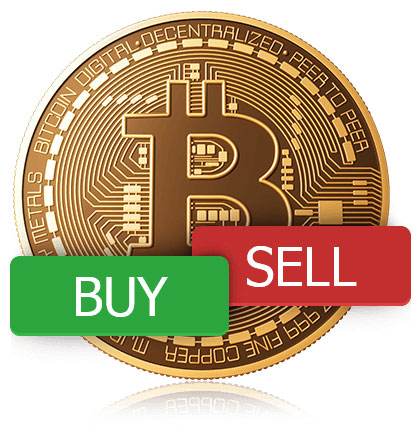 BITCOIN DIGITAL • DECENTRALIZED • PEER TO PEER
METALS
SELL
BUY
999 FINE COPPER